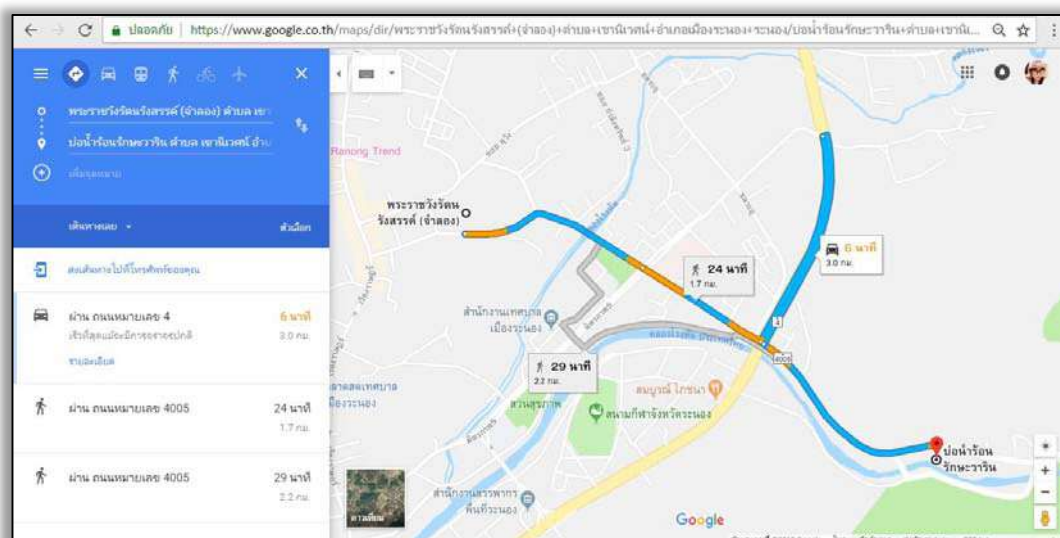 ปลอดภัย
https://www.google.co.th/maps/dir/พระราชวังรัตนรังสรรค์+(จำลอง)+ตำบล+เขานิเวศน์+อำเภอเมืองระนอง+ระนอง/บ่อน้ำร้อนรักษะวาริน+ตำบล+เขานิ...
พระราชวังรัตนรังสรรค์ (จำลอง) ตำบล เขา
บ่อน้ำร้อนรักษะวาริน ตำบล เขานิเวศน์ อำเ
เพิ่มจุดหมาย
ตัวเลือก
ส่งเส้นทางไปที่โทรศัพท์ของคุณ
ผ่าน ถนนหมายเลข 4
6 นาที
เร็วที่สุดแม้จะมีการจราจรปกติ
3.0 กม.
รายละเอียด
ผ่าน ถนนหมายเลข 4005
24 นาที
1.7 กม.
ผ่าน ถนนหมายเลข 4005
29 นาที
2.2 กม.
Ranong Trend
พระราชวังรัตน
รังสรรค์ (จำลอง)
6 นาที
3.0 กม.
24 นาที
1.7 กม.
สำนักงานเทศบาล
เมืองระนอง
4
4005
29 นาที
2.2 กม.
สมบูรณ์ โภชนา
สวนสุขภาพ
สนามกีฬาจังหวัดระนอง
บ่อน้ำร้อน
รักษะวาริน
สำนักงานสรรพากร
พื้นที่ระนอง
ดาวเทียม
Google